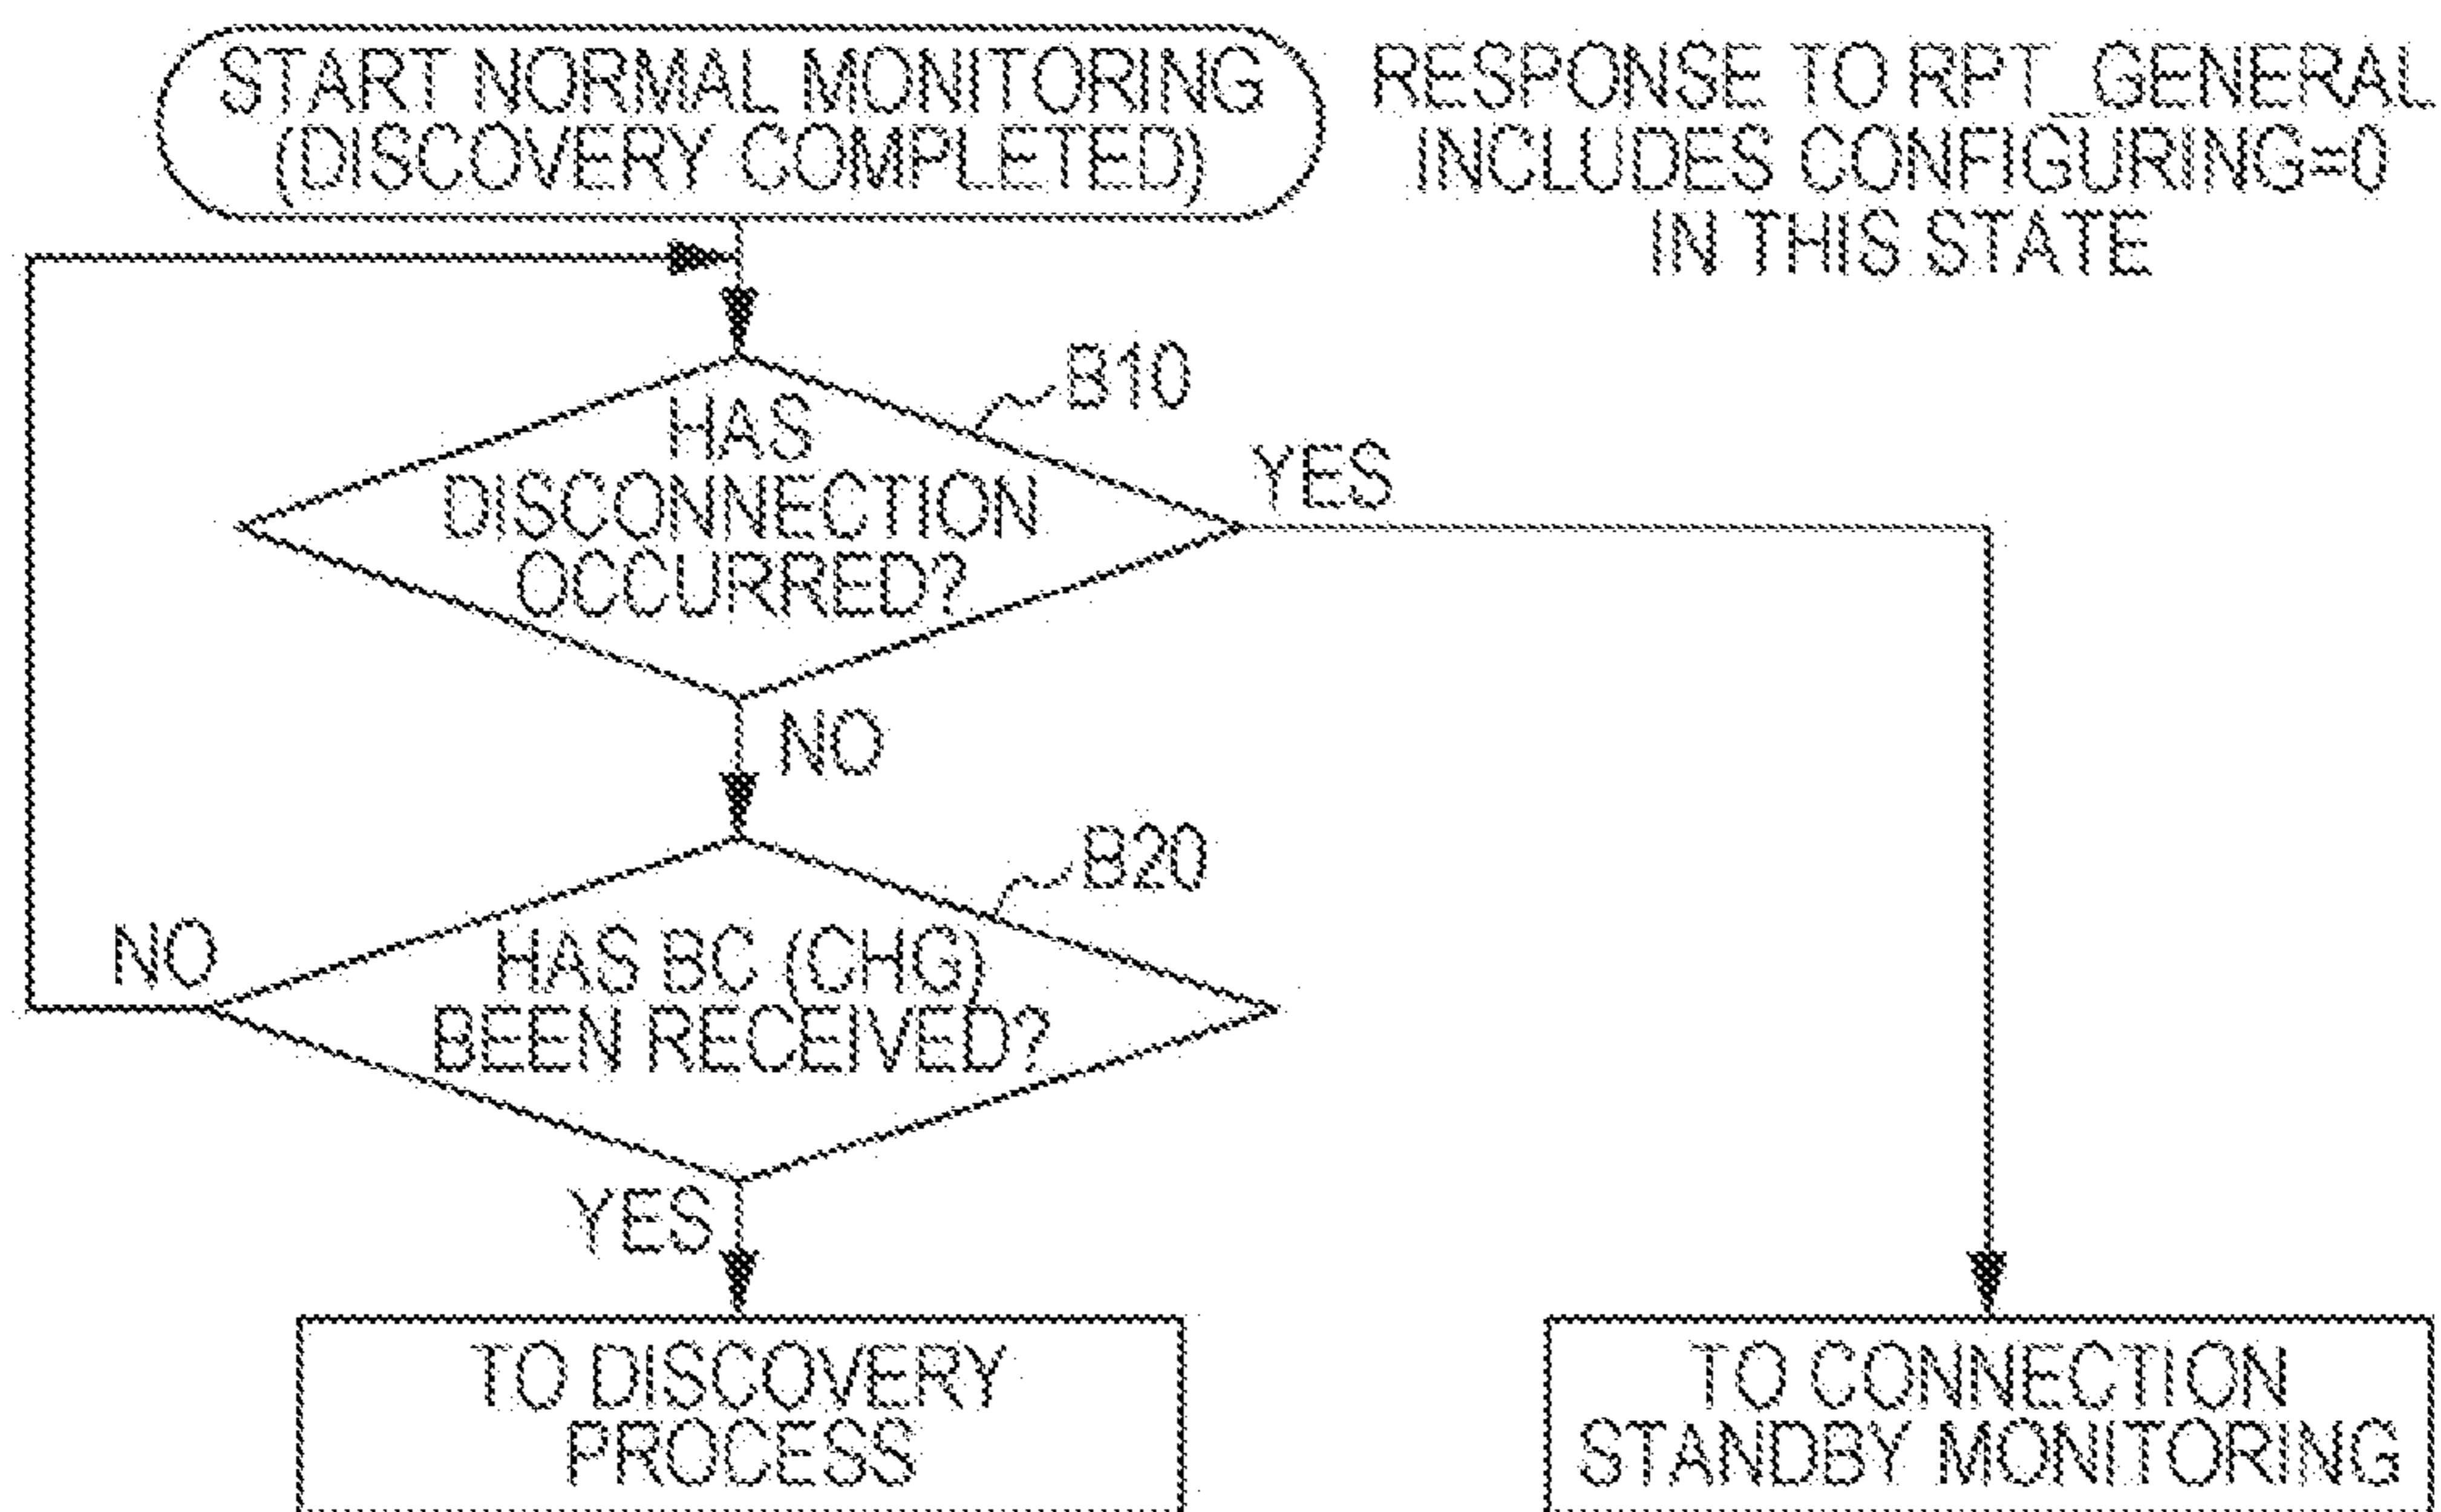 START NORMAL MONITORING
(DISCOVERY COMPLETED)
RESPONSE TO RPT_GENERAL
INCLUDES CONFIGURING=0
IN THIS STATE
B10
HAS
DISCONNECTION
OCCURRED?
YES
NO
B20
HAS BC (CHG)
BEEN RECEIVED?
NO
YES
TO DISCOVERY
PROCESS
TO CONNECTION
STANDBY MONITORING